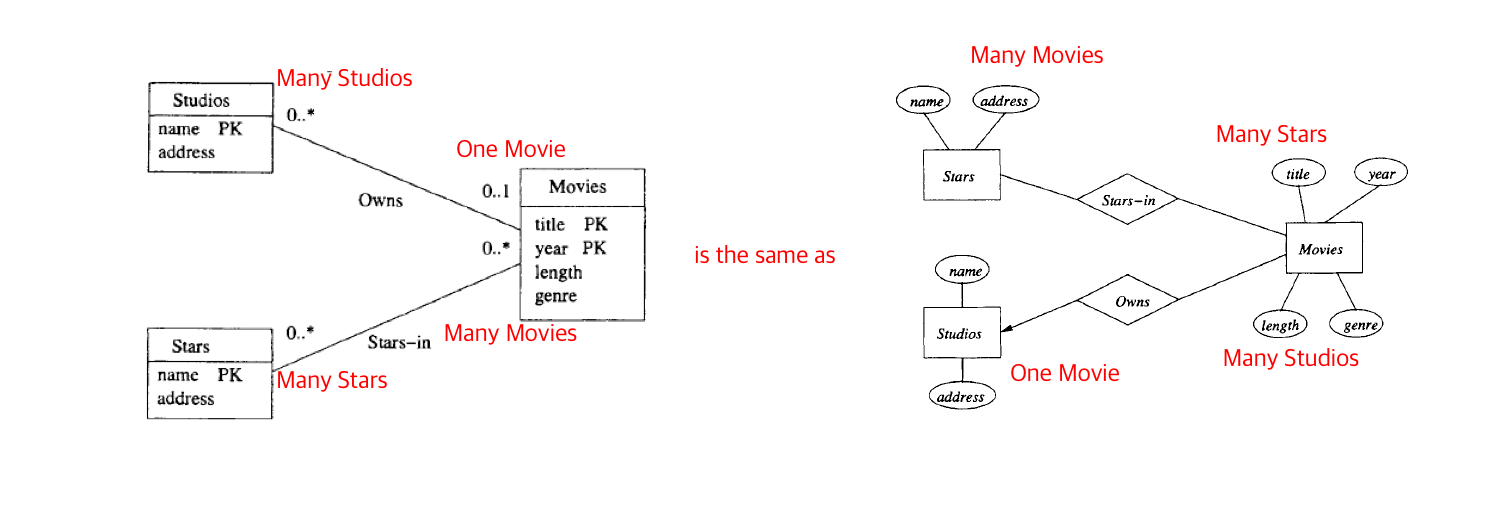 Many Studios
Studios
name PK
address
0..*
One Movie
0..1
Owns
Movies
title PK
year PK
length
genre
0..*
Many Movies
0..*
Stars-in
Stars
name PK
address
Many Stars
is the same as
Many Movies
name
address
Stars
Stars-in
Many Stars
title
year
Movies
length
genre
Many Studios
name
Studios
address
Owns
One Movie